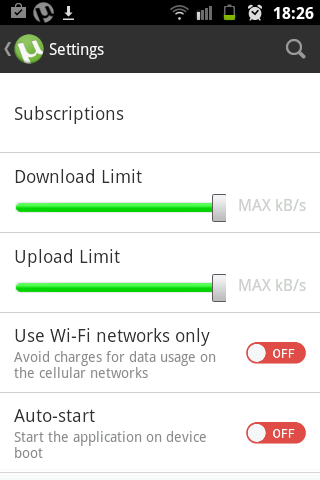 18:26
Settings
Subscriptions
Download Limit
MAX kB/s
Upload Limit
MAX kB/s
Use Wi-Fi networks only
Avoid charges for data usage on
the cellular networks
OFF
Auto-start
Start the application on device
boot
OFF